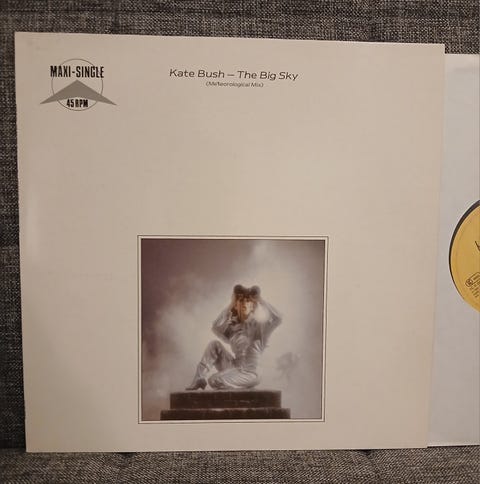 MAXI-SINGLE
45 RPM
Kate Bush – The Big Sky
(Meteorological Mix)